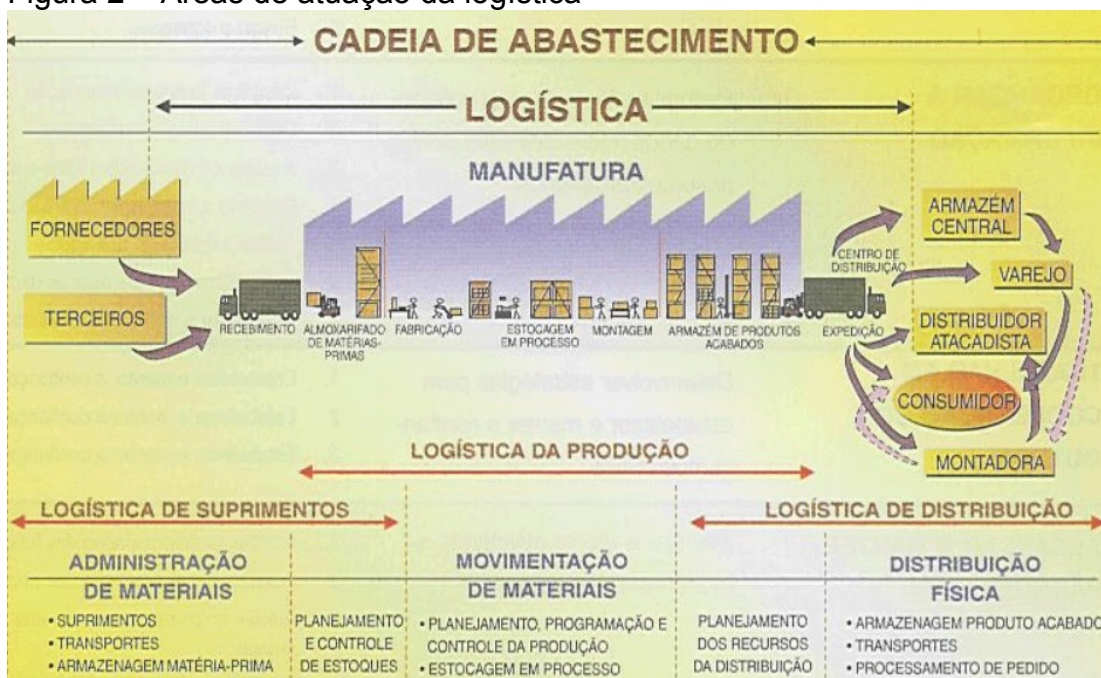 Figura 2 – Áreas de atuação da logística
CADEIA DE ABASTECIMENTO
LOGÍSTICA
MANUFATURA
FORNECEDORES
TERCEIROS
RECEBIMENTO
ALMOXARIFADO
DE MATÉRIAS-
PRIMAS
FABRICAÇÃO
ESTOCAGEM
EM PROCESSO
MONTAGEM
ARMAZÉM DE PRODUTOS
ACABADOS
EXPEDIÇÃO
CENTRO DE
DISTRIBUIÇÃO
ARMAZÉM
CENTRAL
VAREJO
DISTRIBUIDOR
ATACADISTA
CONSUMIDOR
MONTADORA
LOGÍSTICA DA PRODUÇÃO
LOGÍSTICA DE SUPRIMENTOS
LOGÍSTICA DE DISTRIBUIÇÃO
ADMINISTRAÇÃO
DE MATERIAIS
• SUPRIMENTOS
• TRANSPORTES
• ARMAZENAGEM MATÉRIA-PRIMA
PLANEJAMENTO
E CONTROLE
DE ESTOQUES
MOVIMENTAÇÃO
DE MATERIAIS
• PLANEJAMENTO, PROGRAMAÇÃO E
CONTROLE DA PRODUÇÃO
• ESTOCAGEM EM PROCESSO
PLANEJAMENTO
DOS RECURSOS
DA DISTRIBUIÇÃO
DISTRIBUIÇÃO
FÍSICA
• ARMAZENAGEM PRODUTO ACABADO
• TRANSPORTES
• PROCESSAMENTO DE PEDIDO